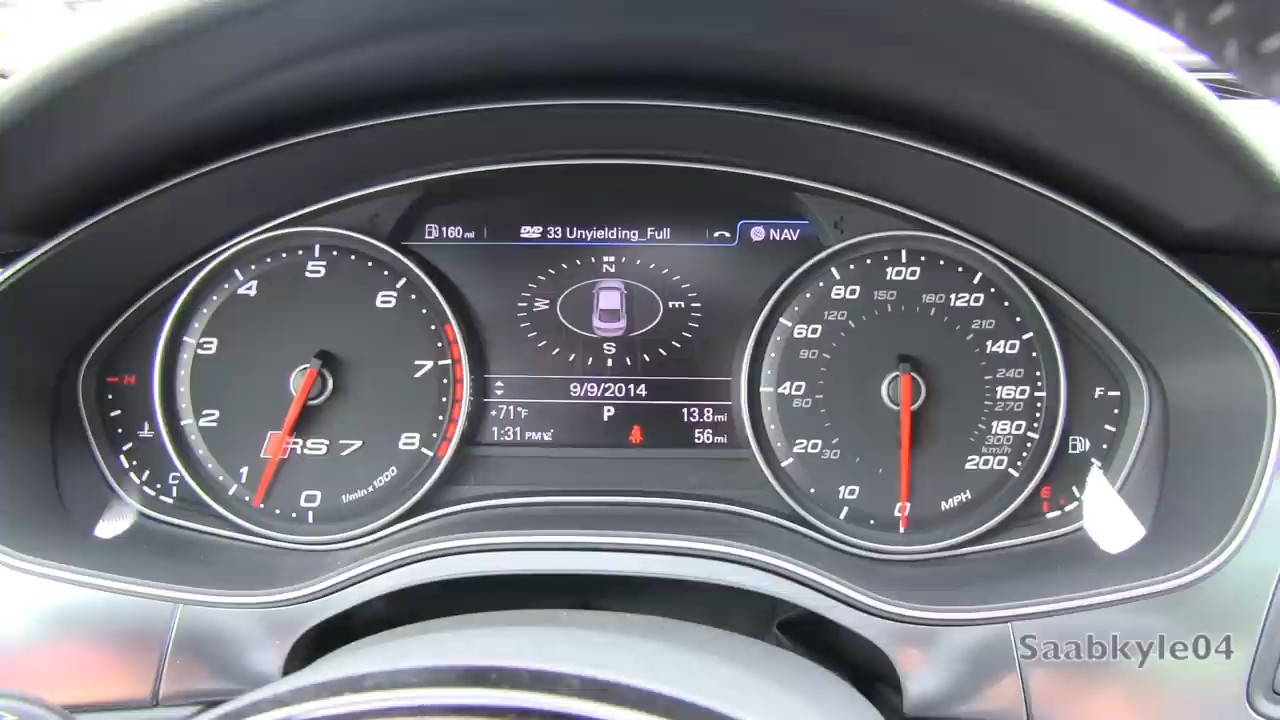 160 mi
33 Unyielding_Full
NAV
N
W
E
S
9/9/2014
+71°F
P
13.8 mi
1:31 PM
56 mi
0
1
2
3
4
5
6
7
8
RS 7
1/min x 1000
H
C
0
10
20
40
60
80
100
120
140
160
180
200
30
60
90
120
150
180
210
240
270
300
km/h
MPH
F
E
Saabkyle04